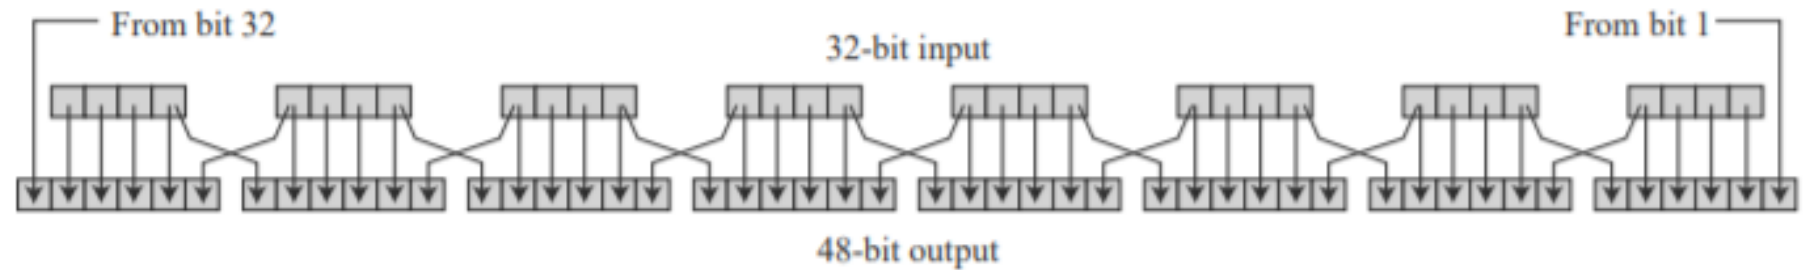 From bit 32
From bit 1
32-bit input
48-bit output